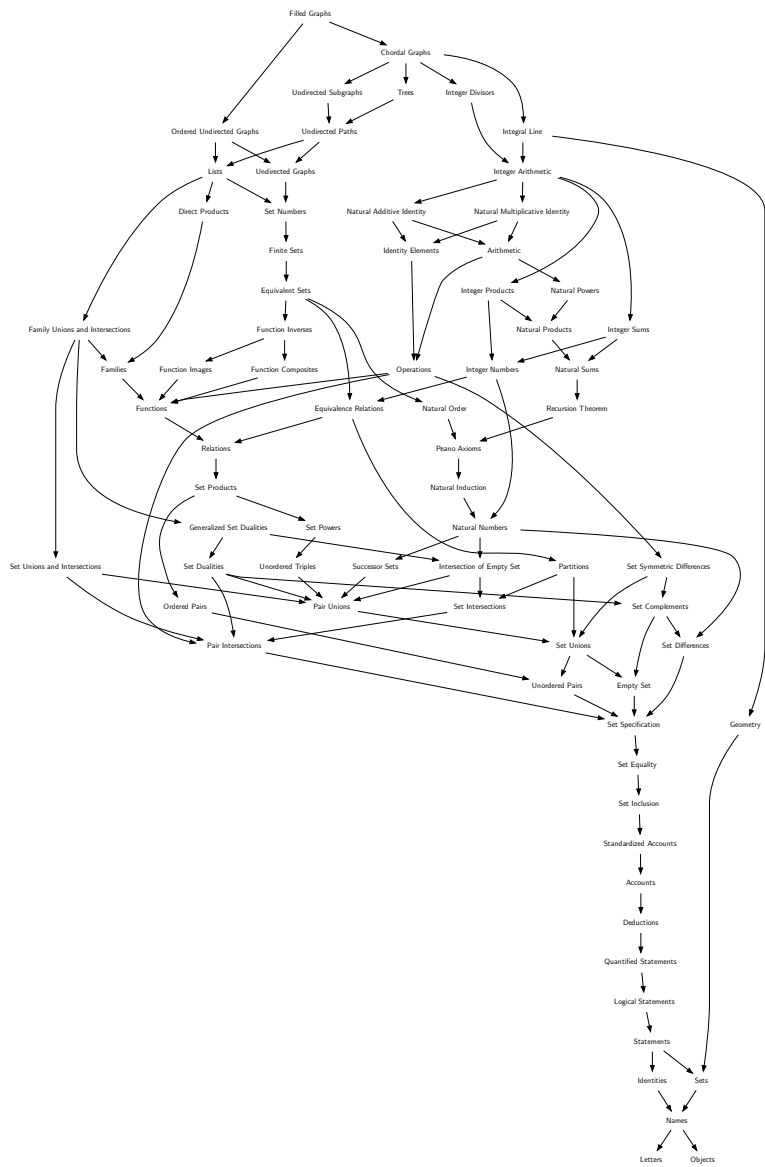 Filled Graphs
Chordal Graphs
Undirected Subgraphs
Trees
Integer Divisors
Ordered Undirected Graphs
Undirected Paths
Integral Line
Lists
Undirected Graphs
Integer Arithmetic
Direct Products
Set Numbers
Natural Additive Identity
Natural Multiplicative Identity
Finite Sets
Identity Elements
Arithmetic
Equivalent Sets
Integer Products
Natural Powers
Family Unions and Intersections
Function Inverses
Natural Products
Integer Sums
Families
Function Images
Function Composites
Operations
Integer Numbers
Natural Sums
Functions
Equivalence Relations
Natural Order
Recursion Theorem
Relations
Peano Axioms
Set Products
Natural Induction
Generalized Set Dualities
Set Powers
Natural Numbers
Set Unions and Intersections
Set Dualities
Unordered Triples
Successor Sets
Intersection of Empty Set
Partitions
Set Symmetric Differences
Ordered Pairs
Pair Unions
Set Intersections
Set Complements
Pair Intersections
Set Unions
Set Differences
Unordered Pairs
Empty Set
Set Specification
Geometry
Set Equality
Set Inclusion
Standardized Accounts
Accounts
Deductions
Quantified Statements
Logical Statements
Statements
Identities
Sets
Names
Letters
Objects